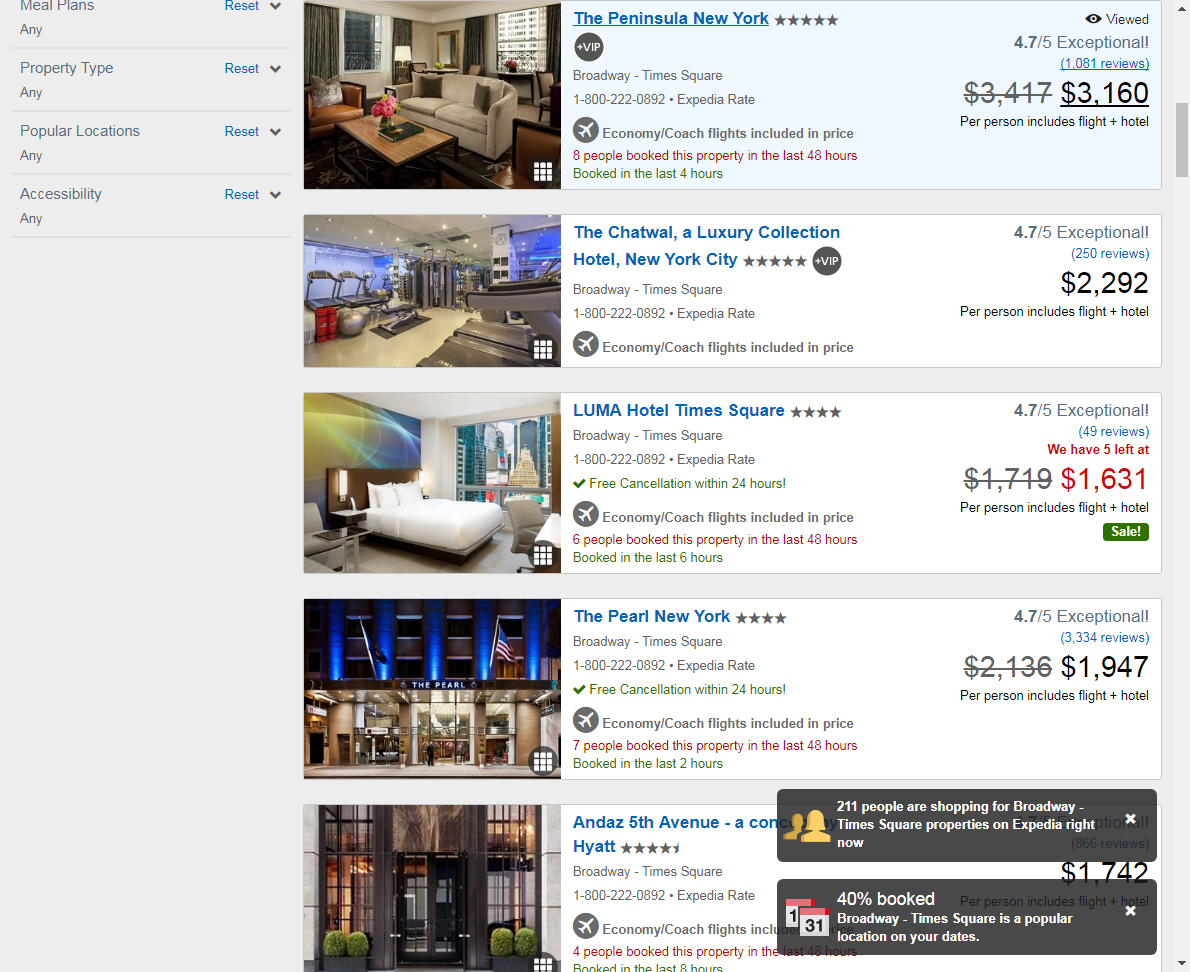 Meal Plans Reset
Any
Property Type Reset
Any
Popular Locations Reset
Any
Accessibility Reset
Any
The Peninsula New York
Viewed
+VIP
4.7/5 Exceptional!
(1,081 reviews)
Broadway - Times Square
$3,417 $3,160
1-800-222-0892 • Expedia Rate
Per person includes flight + hotel
Economy/Coach flights included in price
8 people booked this property in the last 48 hours
Booked in the last 4 hours
The Chatwal, a Luxury Collection
Hotel, New York City +VIP
4.7/5 Exceptional!
(250 reviews)
$2,292
Broadway - Times Square
1-800-222-0892 • Expedia Rate
Per person includes flight + hotel
Economy/Coach flights included in price
LUMA Hotel Times Square
4.7/5 Exceptional!
(49 reviews)
Broadway - Times Square
We have 5 left at
1-800-222-0892 • Expedia Rate
$1,719 $1,631
Free Cancellation within 24 hours!
Per person includes flight + hotel
Economy/Coach flights included in price
Sale!
6 people booked this property in the last 48 hours
Booked in the last 6 hours
THE PEARL
The Pearl New York
4.7/5 Exceptional!
(3,334 reviews)
Broadway - Times Square
1-800-222-0892 • Expedia Rate
$2,136 $1,947
Free Cancellation within 24 hours!
Per person includes flight + hotel
Economy/Coach flights included in price
7 people booked this property in the last 48 hours
Booked in the last 2 hours
Andaz 5th Avenue - a concept by
Hyatt
(866 reviews)
Broadway - Times Square
$1,742
1-800-222-0892 • Expedia Rate
Per person includes flight + hotel
Economy/Coach flights included in price
4 people booked this property in the last 48 hours
Booked in the last 8 hours
211 people are shopping for Broadway -
Times Square properties on Expedia right
now
1 31
40% booked
Broadway - Times Square is a popular
location on your dates.